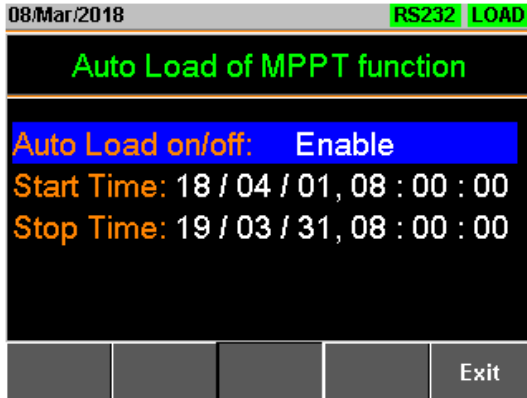 08/Mar/2018 RS232 LOAD
Auto Load of MPPT function
Auto Load on/off: Enable
Start Time: 18 / 04 / 01, 08 : 00 : 00
Stop Time: 19 / 03 / 31, 08 : 00 : 00
Exit